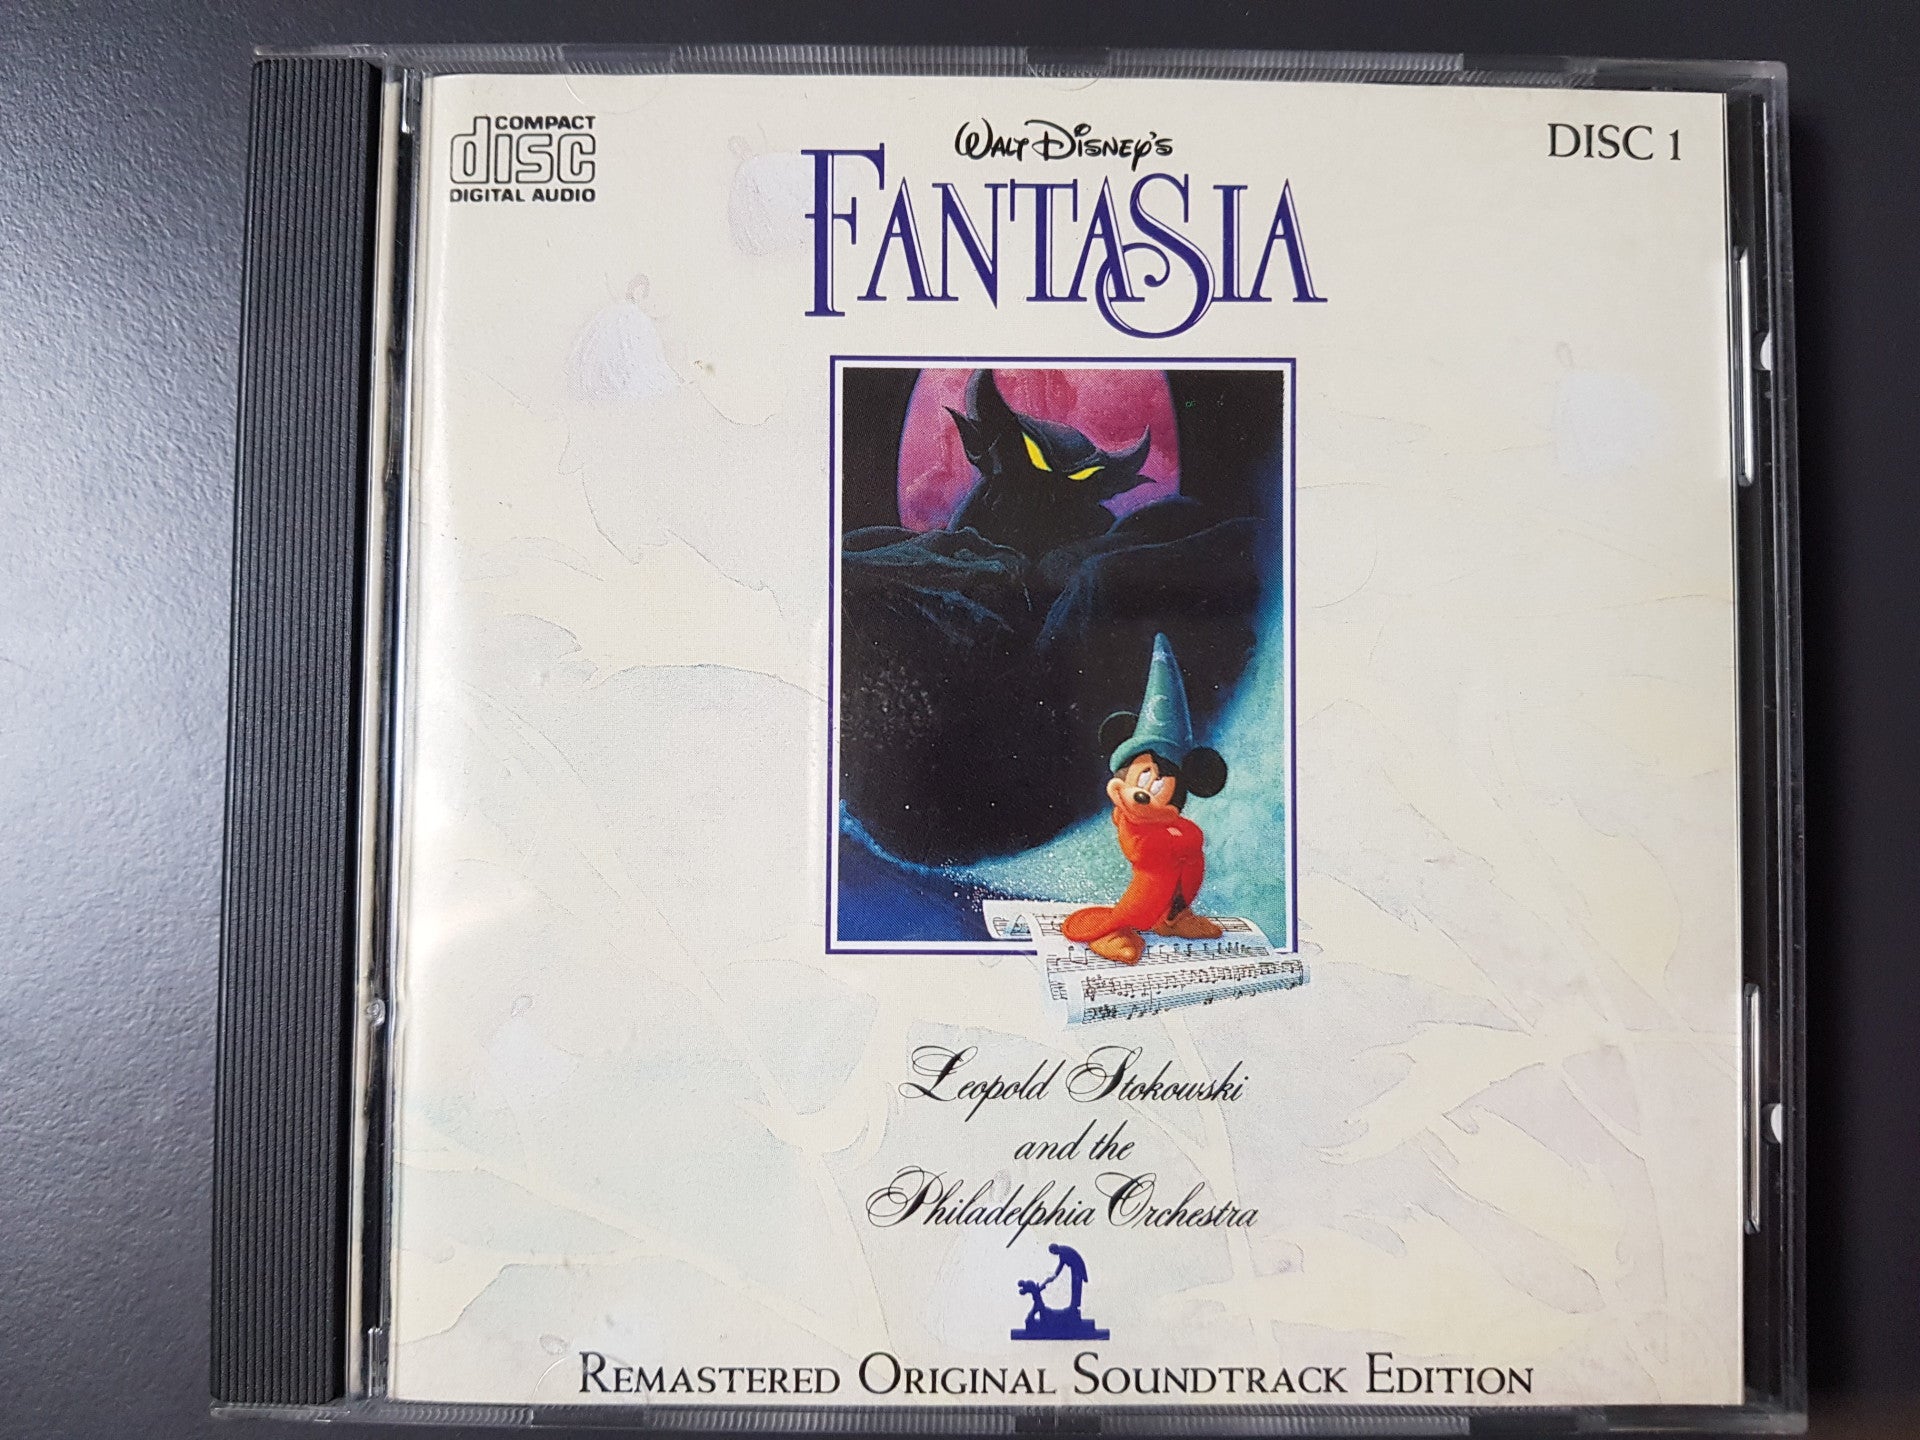 COMPACT
disc
DIGITAL AUDIO
DISC 1
WALT DISNEY'S
FANTASIA
Leopold Stokowski
and the
Philadelphia Orchestra
REMASTERED ORIGINAL SOUNDTRACK EDITION